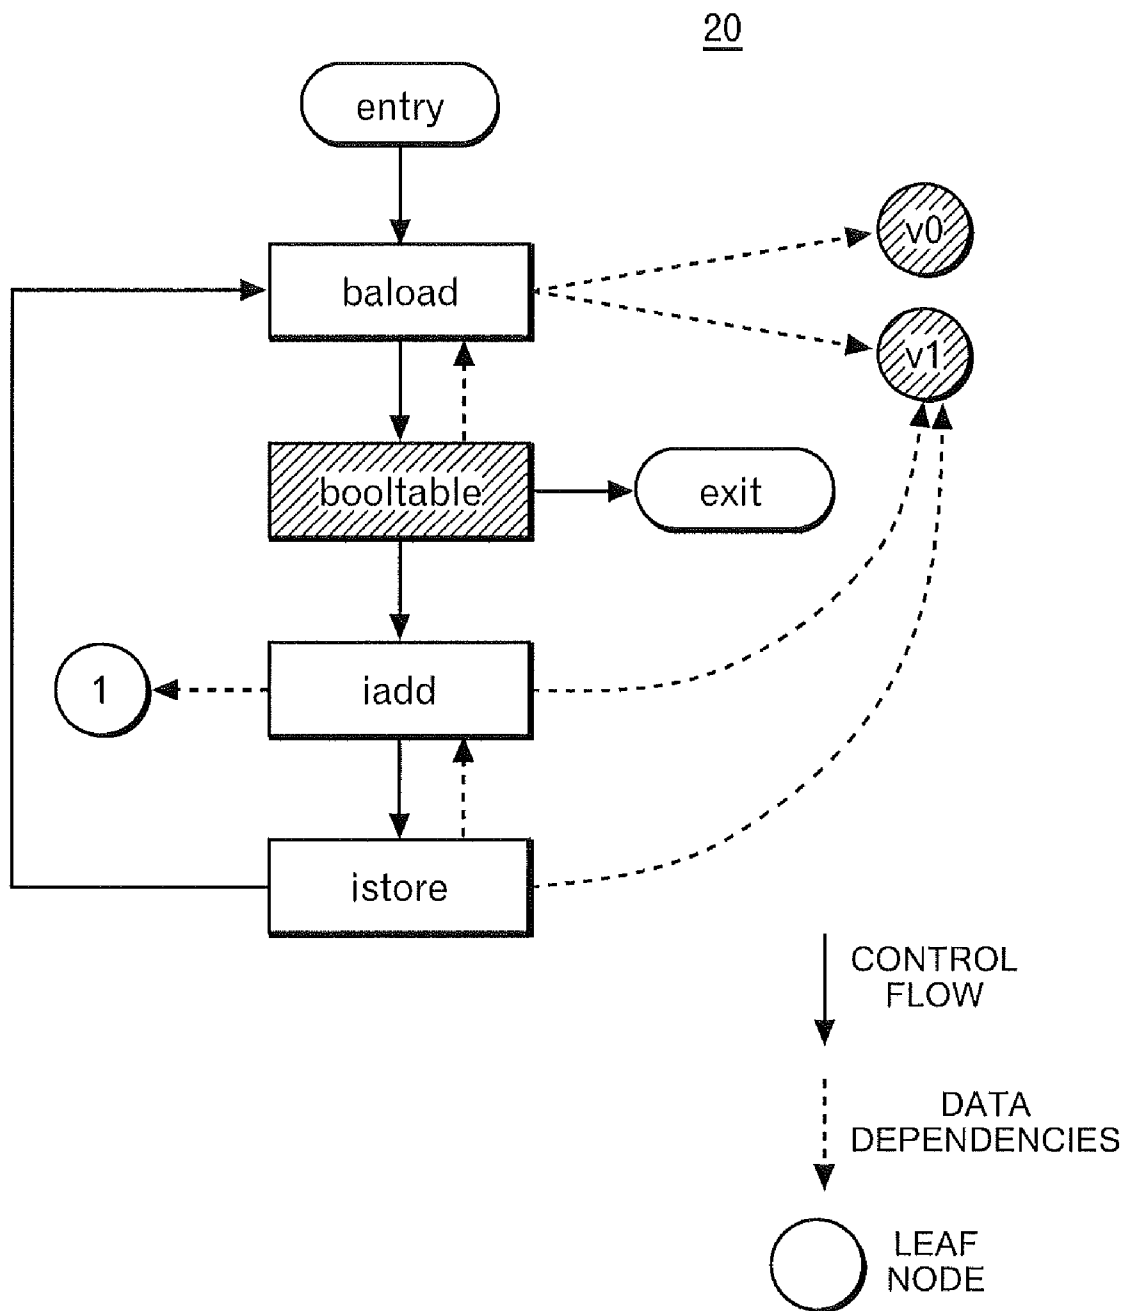 20
entry
baload
v0
v1
booltable
exit
1
iadd
istore
CONTROL
FLOW
DATA
DEPENDENCIES
LEAF
NODE